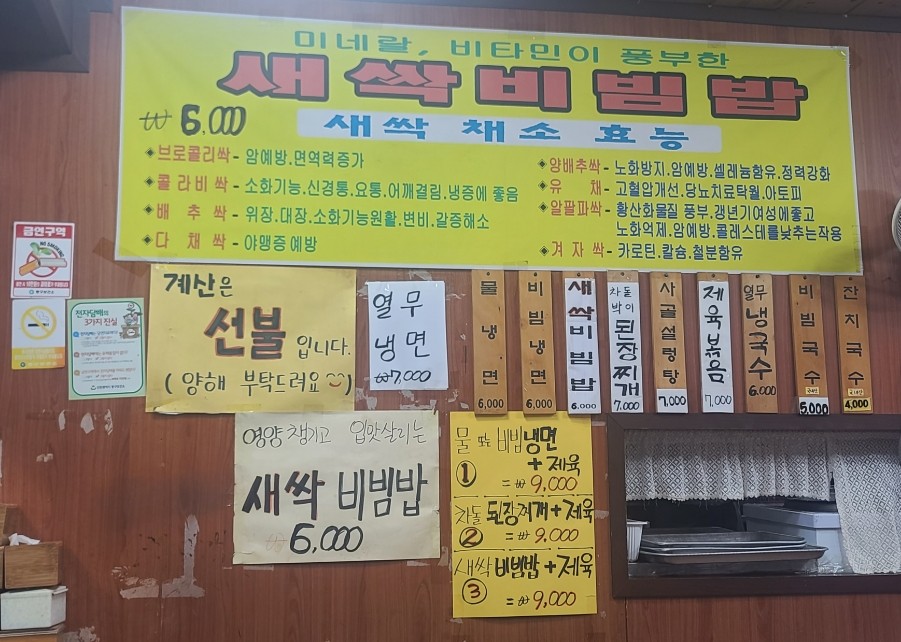 미네랄, 비타민이 풍부한
새싹비빔밥
₩ 6,000
새싹 채소 효능
◆브로콜리싹 - 암예방.면역력증가
◆콜라비싹 - 소화기능.신경통.요통.어깨결림.냉증에 좋음
◆배추싹 - 위장.대장.소화기능원활.변비.갈증해소
◆다채싹 - 야맹증예방
◆양배추싹 - 노화방지.암예방.셀레늄함유.정력강화
◆유채 - 고혈압개선.당뇨치료탁월.아토피
◆알팔파싹 - 황산화물질 풍부.갱년기여성에좋고
노화억제.암예방.콜레스테롤낮추는작용
◆겨자싹 - 카로틴.칼슘.철분함유
금연구역
NO SMOKING
전자담배의
3가지 진실
계산은
선불 입니다.
( 양해 부탁드려요 )
열무
냉면
₩7,000
물냉면
6,000
비빔냉면
6,000
새싹비빔밥
6,000
차돌박이
된장찌개
7,000
사골설렁탕
7,000
제육볶음
7,000
열무
냉국수
6,000
비빔국수
5,000
잔치국수
4,000
영양 챙기고 입맛살리는
새싹 비빔밥
₩ 6,000
물 또는 비빔냉면
① + 제육
= ₩ 9,000
차돌 된장찌개 + 제육
② = ₩ 9,000
새싹 비빔밥 + 제육
③ = ₩ 9,000